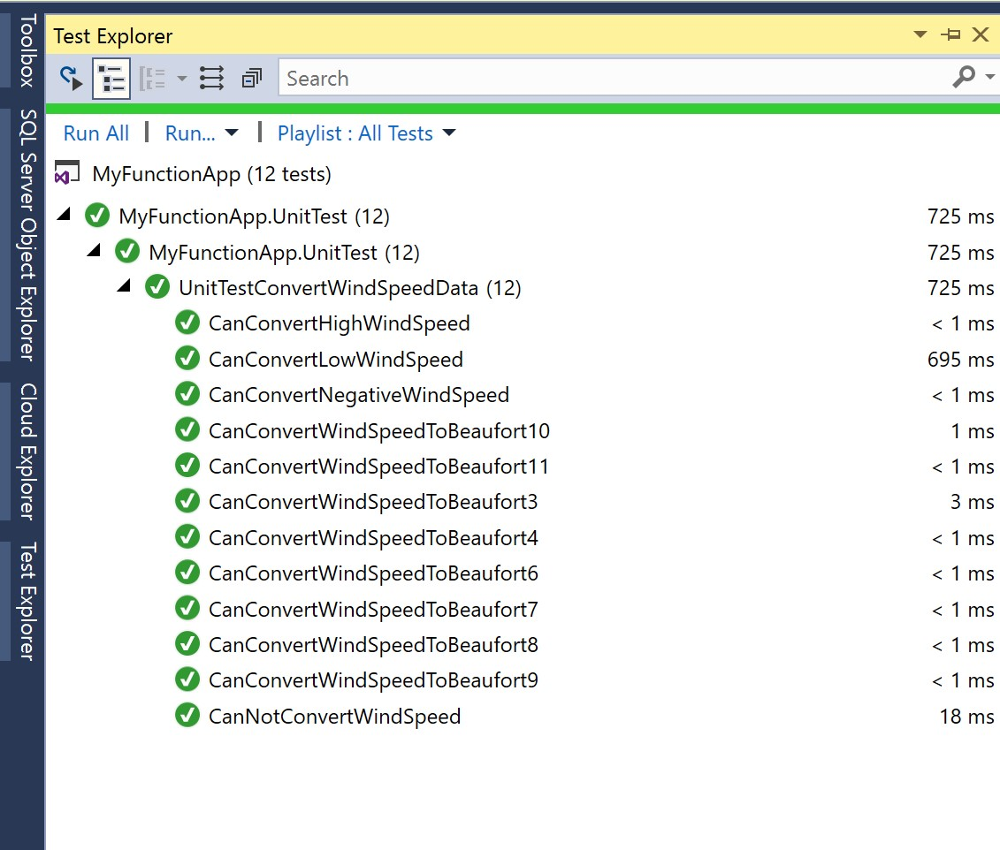 Toolbox
SQL Server Object Explorer
Cloud Explorer
Test Explorer
Test Explorer
Search
Run All | Run... | Playlist : All Tests
MyFunctionApp (12 tests)
MyFunctionApp.UnitTest (12) 725 ms
MyFunctionApp.UnitTest (12) 725 ms
UnitTestConvertWindSpeedData (12) 725 ms
CanConvertHighWindSpeed < 1 ms
CanConvertLowWindSpeed 695 ms
CanConvertNegativeWindSpeed < 1 ms
CanConvertWindSpeedToBeaufort10 1 ms
CanConvertWindSpeedToBeaufort11 < 1 ms
CanConvertWindSpeedToBeaufort3 3 ms
CanConvertWindSpeedToBeaufort4 < 1 ms
CanConvertWindSpeedToBeaufort6 < 1 ms
CanConvertWindSpeedToBeaufort7 < 1 ms
CanConvertWindSpeedToBeaufort8 < 1 ms
CanConvertWindSpeedToBeaufort9 < 1 ms
CanNotConvertWindSpeed 18 ms